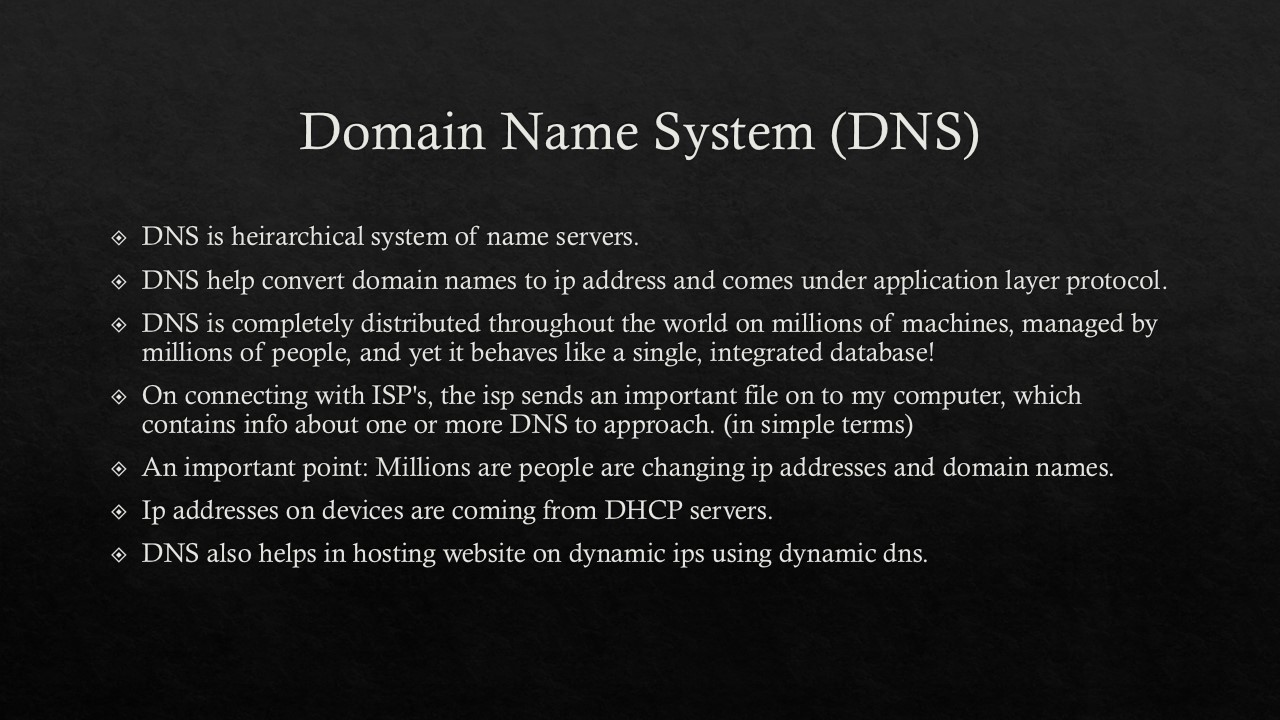 Domain Name System (DNS)
DNS is heirarchical system of name servers.
DNS help convert domain names to ip address and comes under application layer protocol.
DNS is completely distributed throughout the world on millions of machines, managed by
millions of people, and yet it behaves like a single, integrated database!
On connecting with ISP's, the isp sends an important file on to my computer, which
contains info about one or more DNS to approach. (in simple terms)
An important point: Millions are people are changing ip addresses and domain names.
Ip addresses on devices are coming from DHCP servers.
DNS also helps in hosting website on dynamic ips using dynamic dns.